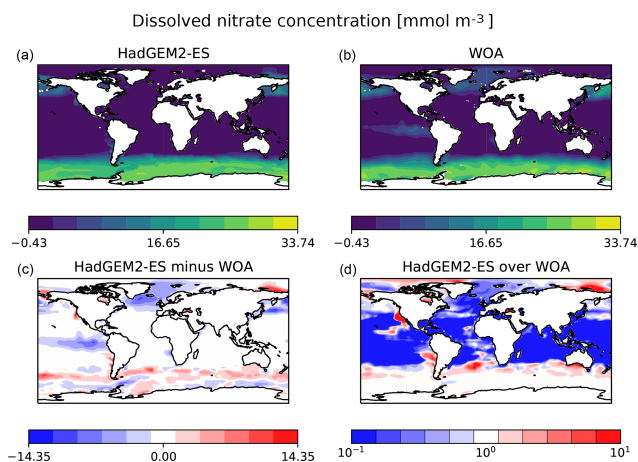 Dissolved nitrate concentration [mmol m⁻³]
(a) HadGEM2-ES
(b) WOA
−0.43 16.65 33.74
−0.43 16.65 33.74
(c) HadGEM2-ES minus WOA
(d) HadGEM2-ES over WOA
−14.35 0.00 14.35
10⁻¹ 10⁰ 10¹